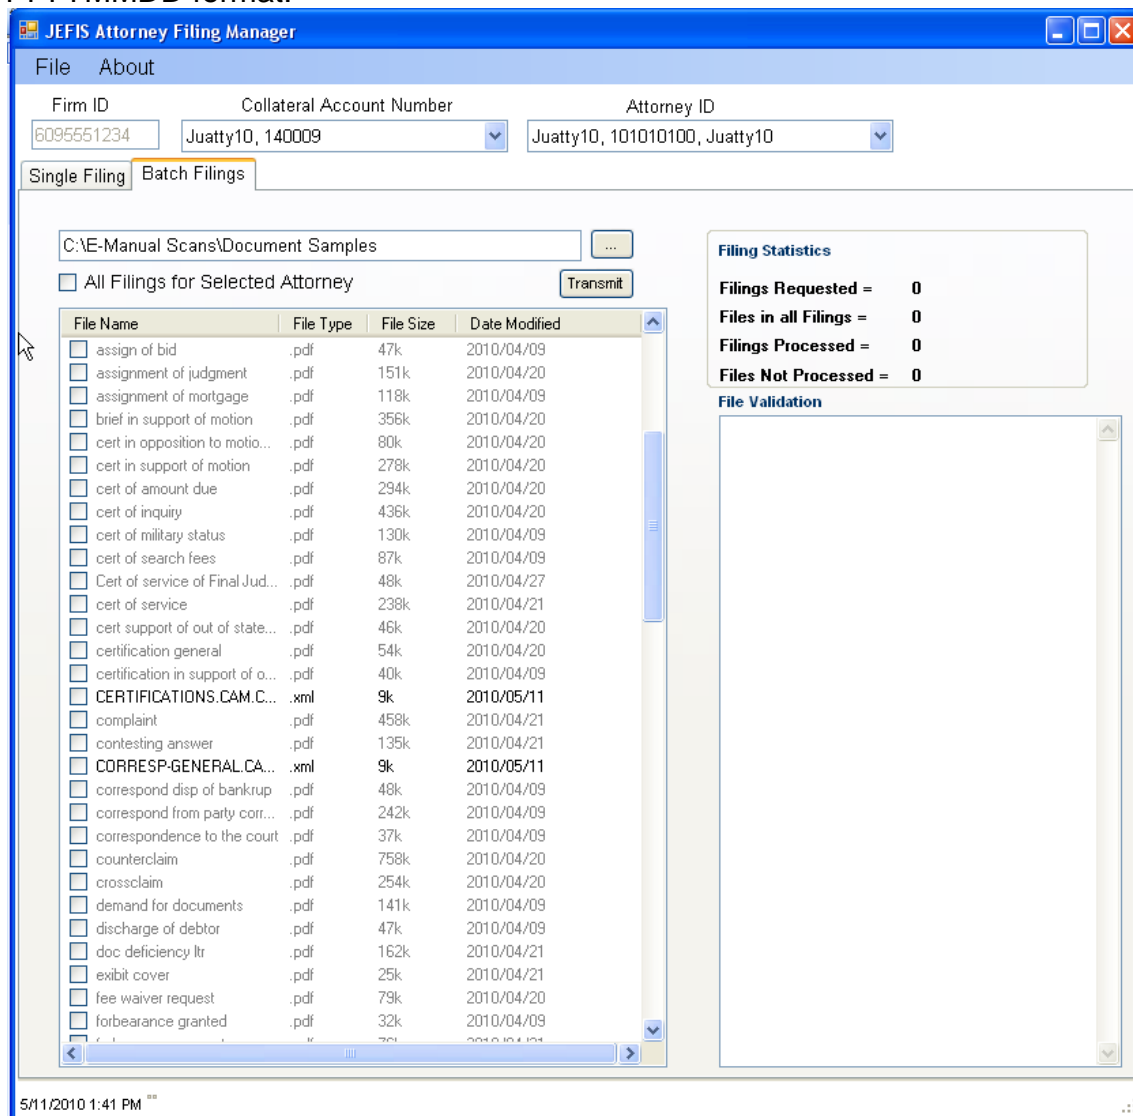 JEFIS Attorney Filing Manager
File About
Firm ID Collateral Account Number Attorney ID
6095551234 Juatty10, 140009 Juatty10, 101010100, Juatty10
Single Filing Batch Filings
C:\E-Manual Scans\Document Samples ...
All Filings for Selected Attorney Transmit
File Name File Type File Size Date Modified
assign of bid .pdf 47k 2010/04/09
assignment of judgment .pdf 151k 2010/04/20
assignment of mortgage .pdf 118k 2010/04/09
brief in support of motion .pdf 356k 2010/04/20
cert in opposition to motio... .pdf 80k 2010/04/20
cert in support of motion .pdf 278k 2010/04/20
cert of amount due .pdf 294k 2010/04/20
cert of inquiry .pdf 436k 2010/04/20
cert of military status .pdf 130k 2010/04/09
cert of search fees .pdf 87k 2010/04/09
Cert of service of Final Jud... .pdf 48k 2010/04/27
cert of service .pdf 238k 2010/04/21
cert support of out of state... .pdf 46k 2010/04/20
certification general .pdf 54k 2010/04/20
certification in support of o... .pdf 40k 2010/04/09
CERTIFICATIONS.CAM.C... .xml 9k 2010/05/11
complaint .pdf 458k 2010/04/21
contesting answer .pdf 135k 2010/04/21
CORRESP-GENERAL.CA... .xml 9k 2010/05/11
correspond disp of bankrup .pdf 48k 2010/04/09
correspond from party corr... .pdf 242k 2010/04/09
correspondence to the court .pdf 37k 2010/04/09
counterclaim .pdf 758k 2010/04/20
crossclaim .pdf 254k 2010/04/20
demand for documents .pdf 141k 2010/04/09
discharge of debtor .pdf 47k 2010/04/09
doc deficiency ltr .pdf 162k 2010/04/21
exibit cover .pdf 25k 2010/04/21
fee waiver request .pdf 79k 2010/04/20
forbearance granted .pdf 32k 2010/04/09
Filing Statistics
Filings Requested = 0
Files in all Filings = 0
Filings Processed = 0
Files Not Processed = 0
File Validation
5/11/2010 1:41 PM